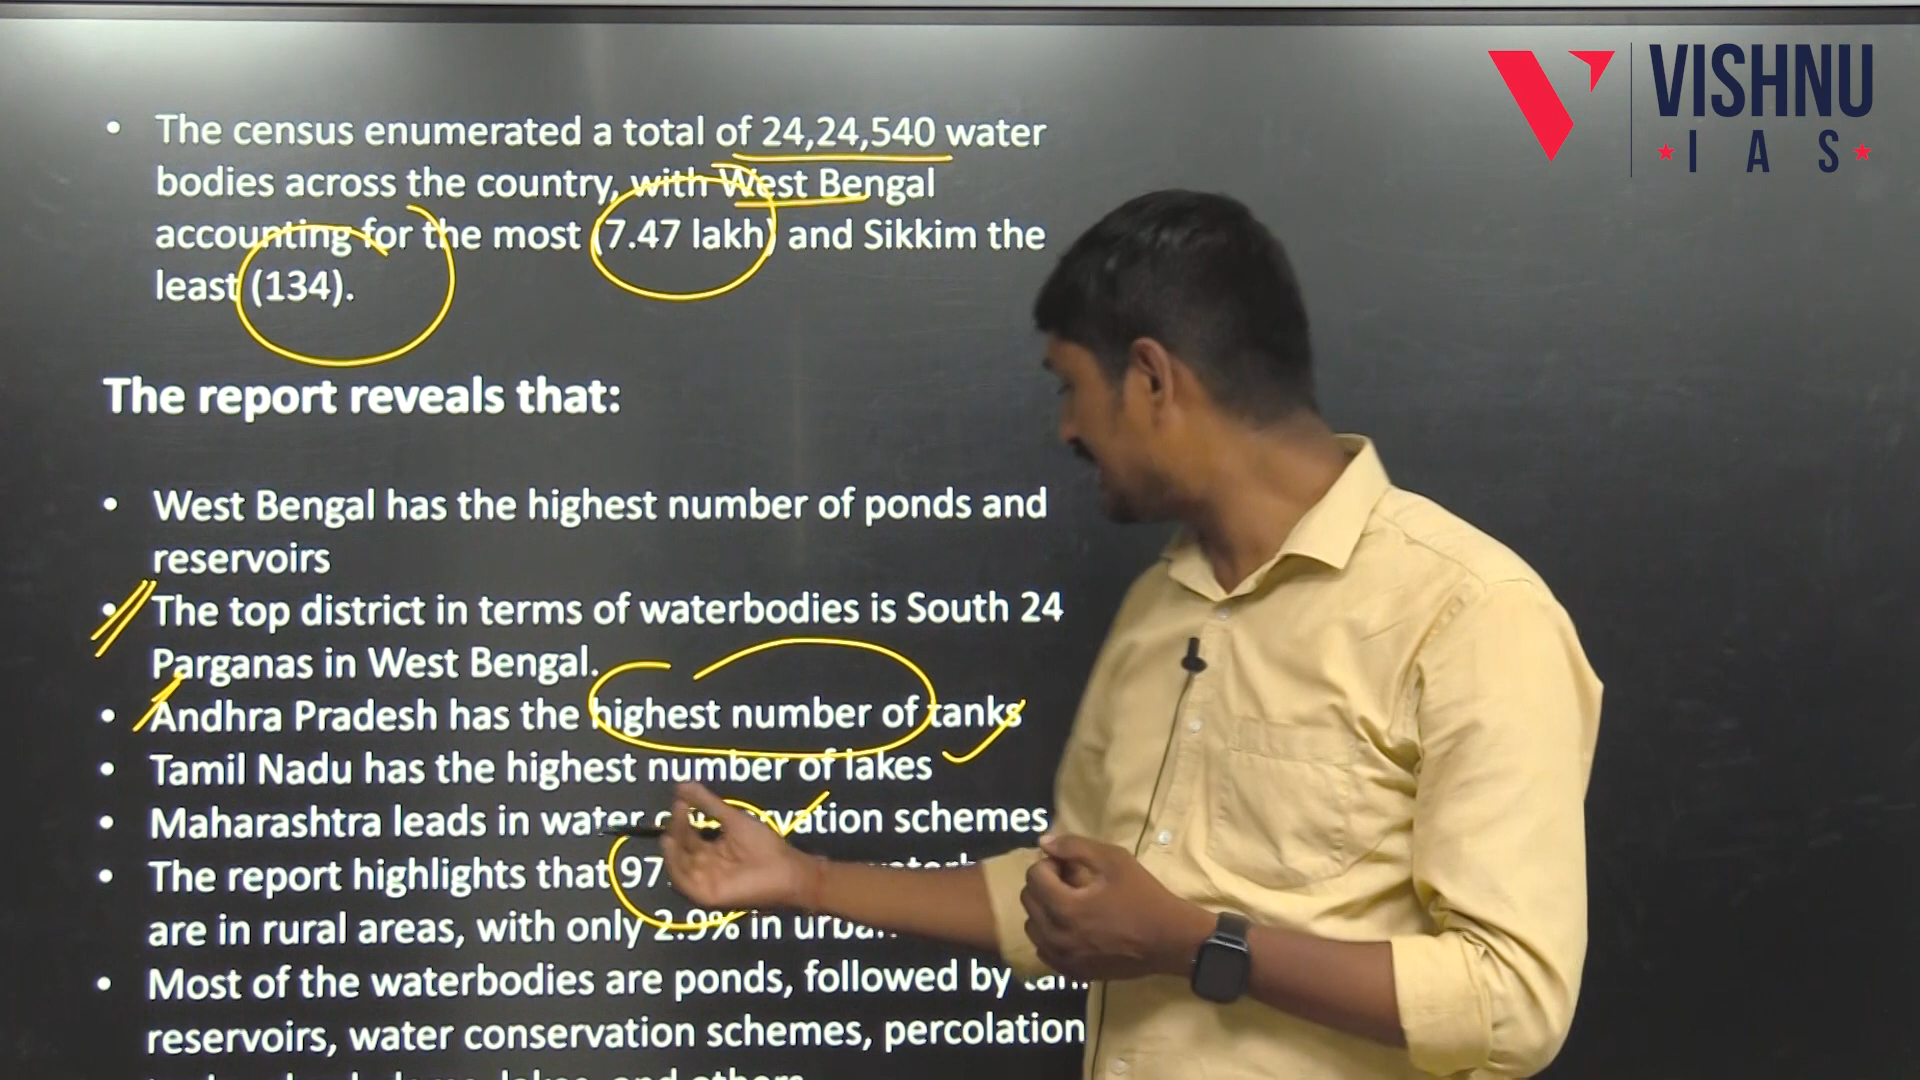 VISHNU
IAS
• The census enumerated a total of 24,24,540 water
bodies across the country, with West Bengal
accounting for the most (7.47 lakh) and Sikkim the
least (134).
The report reveals that:
• West Bengal has the highest number of ponds and
reservoirs
• The top district in terms of waterbodies is South 24
Parganas in West Bengal.
• Andhra Pradesh has the highest number of tanks
• Tamil Nadu has the highest number of lakes
• Maharashtra leads in water conservation schemes
• The report highlights that 97.
are in rural areas, with only 2.9% in
• Most of the waterbodies are ponds, followed by
reservoirs, water conservation schemes, percolation
lakes, and others